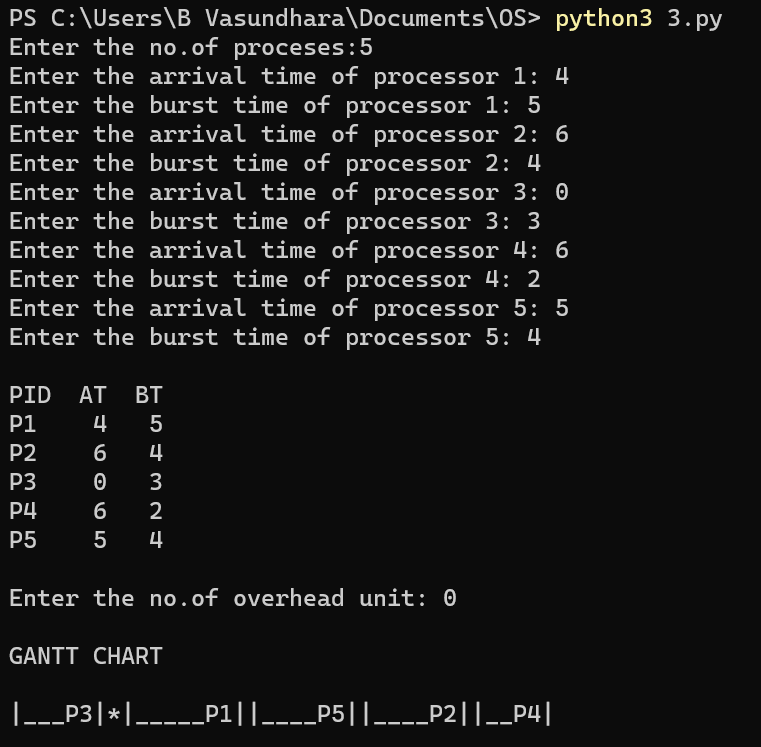 PS C:\Users\B Vasundhara\Documents\OS> python3 3.py
Enter the no.of proceses:5
Enter the arrival time of processor 1: 4
Enter the burst time of processor 1: 5
Enter the arrival time of processor 2: 6
Enter the burst time of processor 2: 4
Enter the arrival time of processor 3: 0
Enter the burst time of processor 3: 3
Enter the arrival time of processor 4: 6
Enter the burst time of processor 4: 2
Enter the arrival time of processor 5: 5
Enter the burst time of processor 5: 4
PID  AT  BT
P1    4   5
P2    6   4
P3    0   3
P4    6   2
P5    5   4
Enter the no.of overhead unit: 0
GANTT CHART
|___P3|*|_____P1||____P5||____P2||__P4|